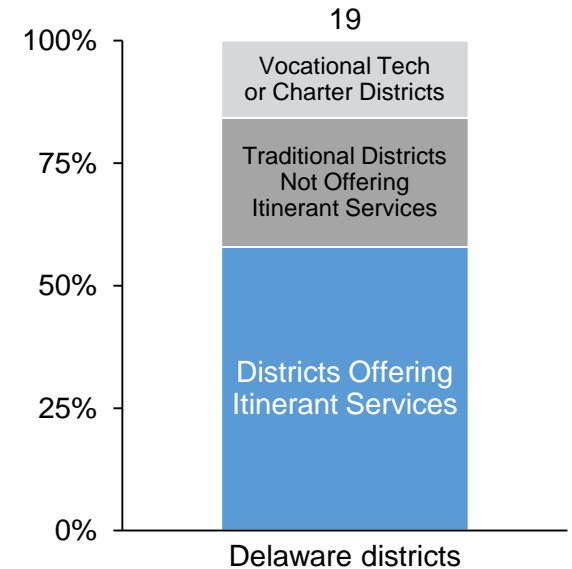 19
100%
Vocational Tech
or Charter Districts
75%
Traditional Districts
Not Offering
Itinerant Services
50%
Districts Offering
Itinerant Services
25%
0%
Delaware districts